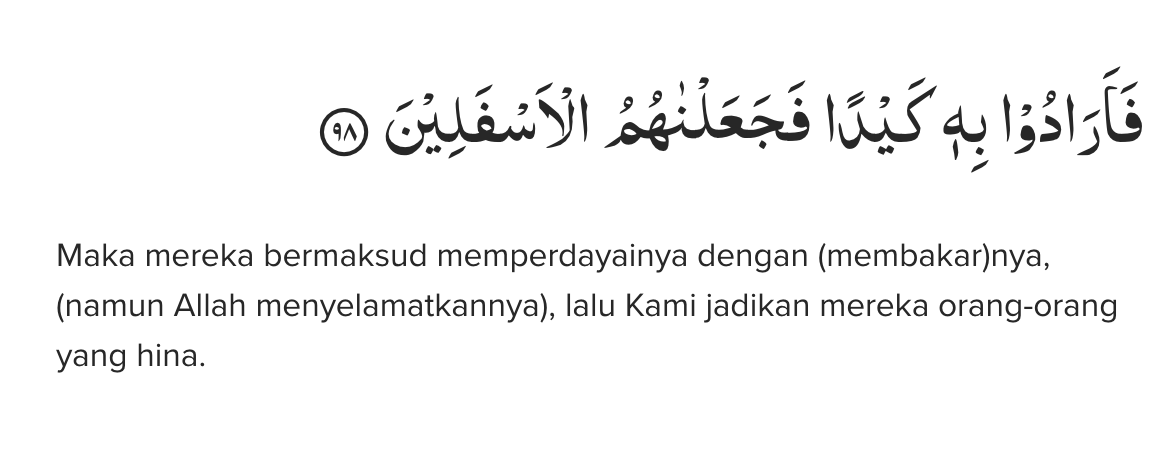 فَاَرَادُوْا بِهٖ كَيْدًا فَجَعَلْنٰهُمُ الْاَسْفَلِيْنَ ٩٨
Maka mereka bermaksud memperdayainya dengan (membakar)nya,
(namun Allah menyelamatkannya), lalu Kami jadikan mereka orang-orang
yang hina.